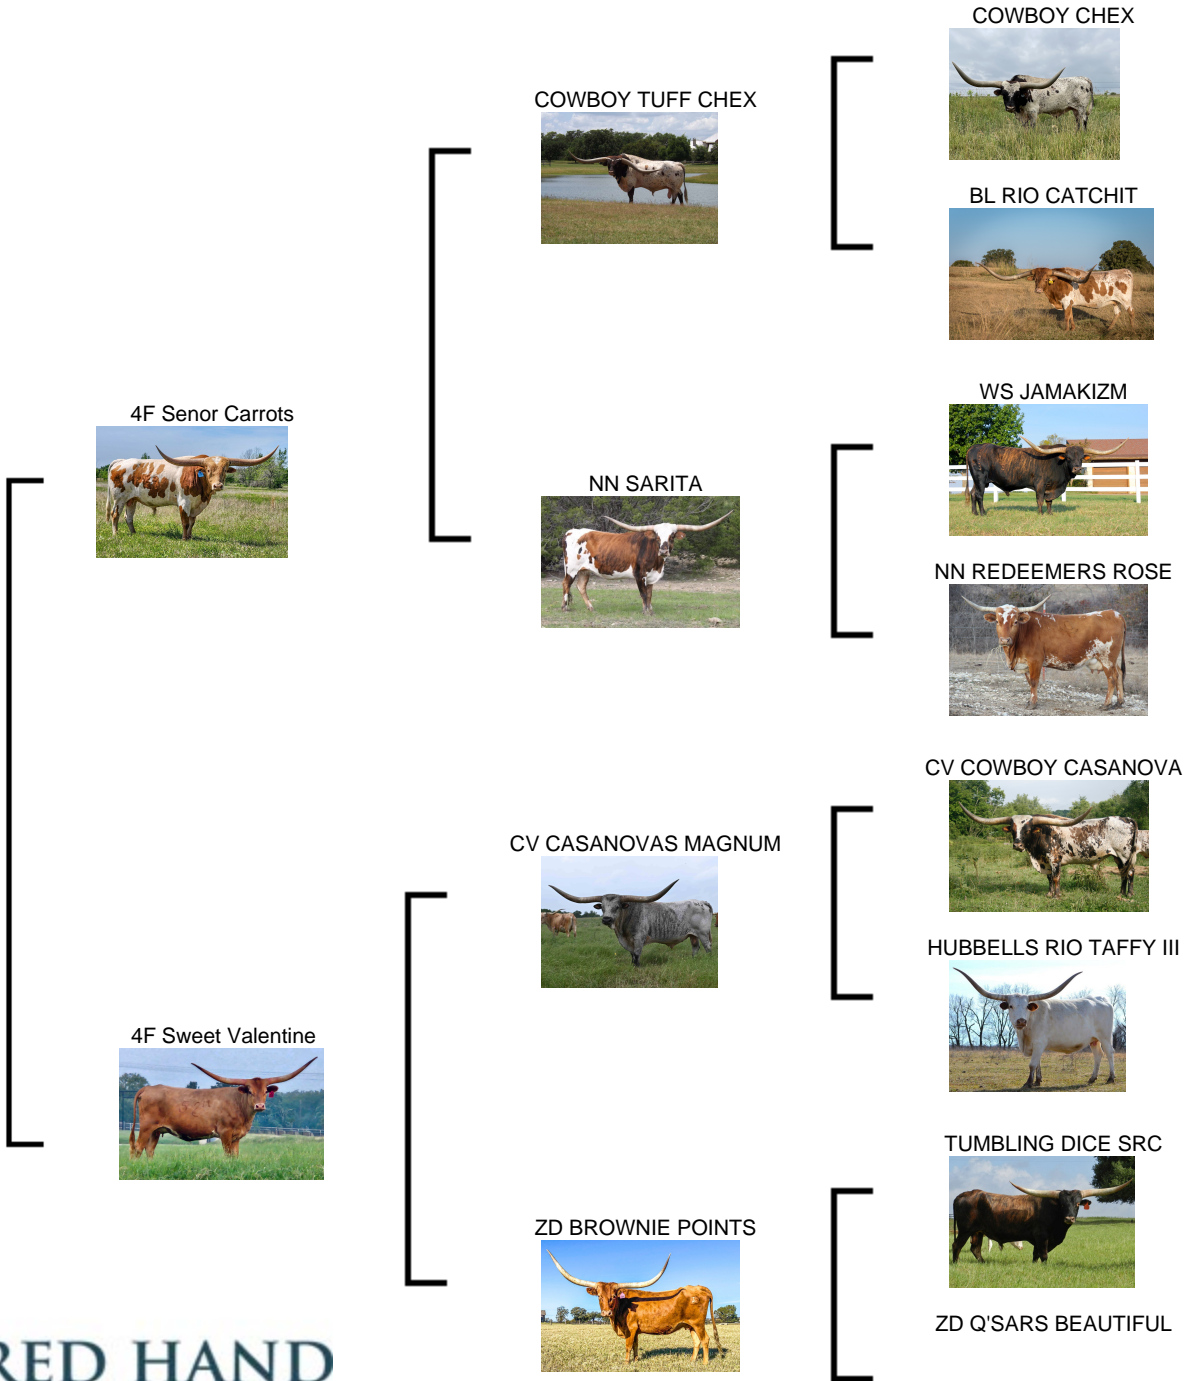 COWBOY CHEX
COWBOY TUFF CHEX
BL RIO CATCHIT
4F Senor Carrots
WS JAMAKIZM
NN SARITA
NN REDEEMERS ROSE
CV COWBOY CASANOVA
CV CASANOVAS MAGNUM
HUBBELLS RIO TAFFY III
4F Sweet Valentine
TUMBLING DICE SRC
ZD BROWNIE POINTS
ZD Q'SARS BEAUTIFUL
RED HAND